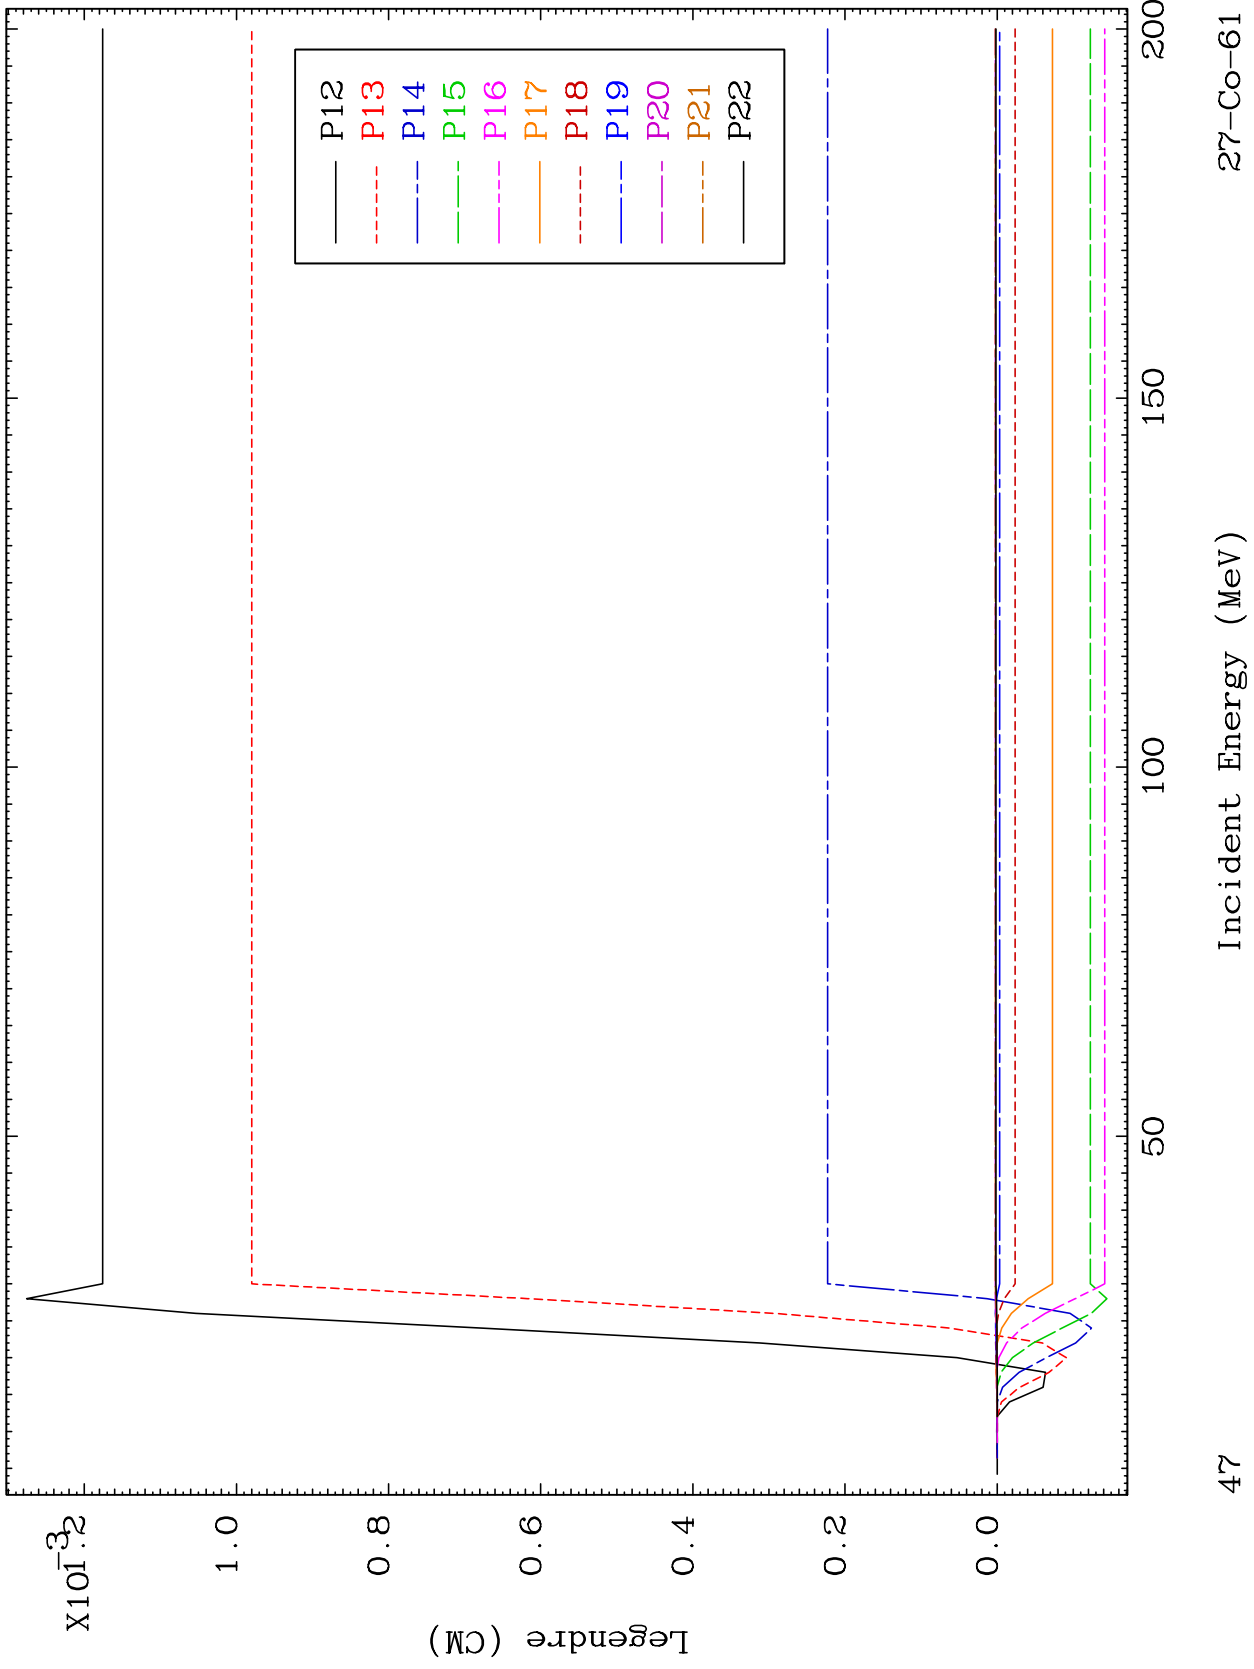 X10-3
1.2
1.0
0.8
0.6
0.4
0.2
0.0
Legendre (CM)
P12
P13
P14
P15
P16
P17
P18
P19
P20
P21
P22
50
100
150
200
Incident Energy (MeV)
47
27-Co-61